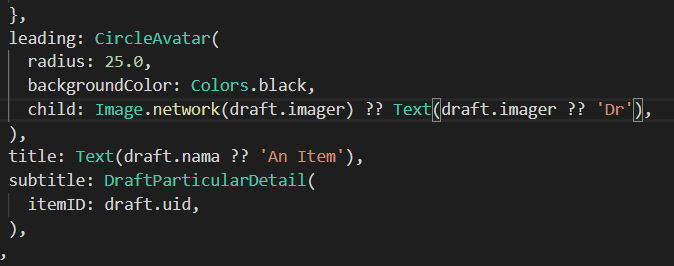 },
leading: CircleAvatar(
radius: 25.0,
backgroundColor: Colors.black,
child: Image.network(draft.imager) ?? Text(draft.imager ?? 'Dr'),
),
title: Text(draft.nama ?? 'An Item'),
subtitle: DraftParticularDetail(
itemID: draft.uid,
),
,